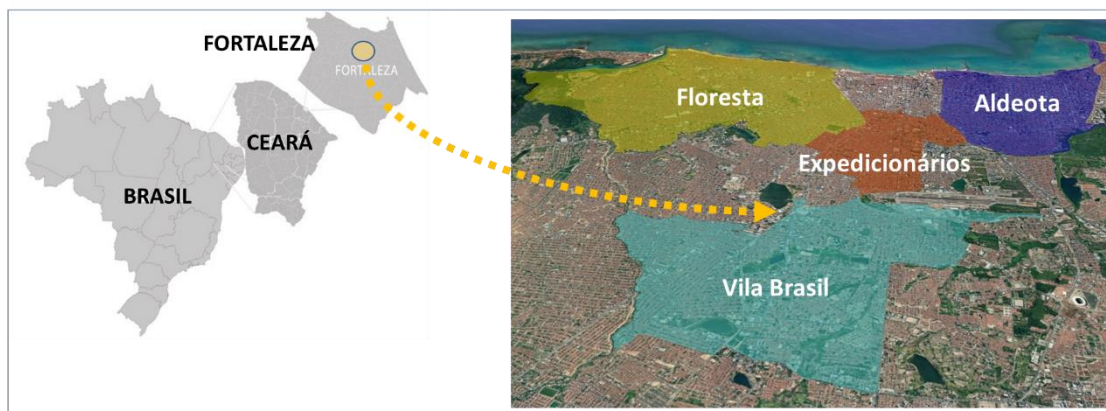 FORTALEZA
FORTALEZA
CEARÁ
BRASIL
Floresta
Aldeota
Expedicionários
Vila Brasil